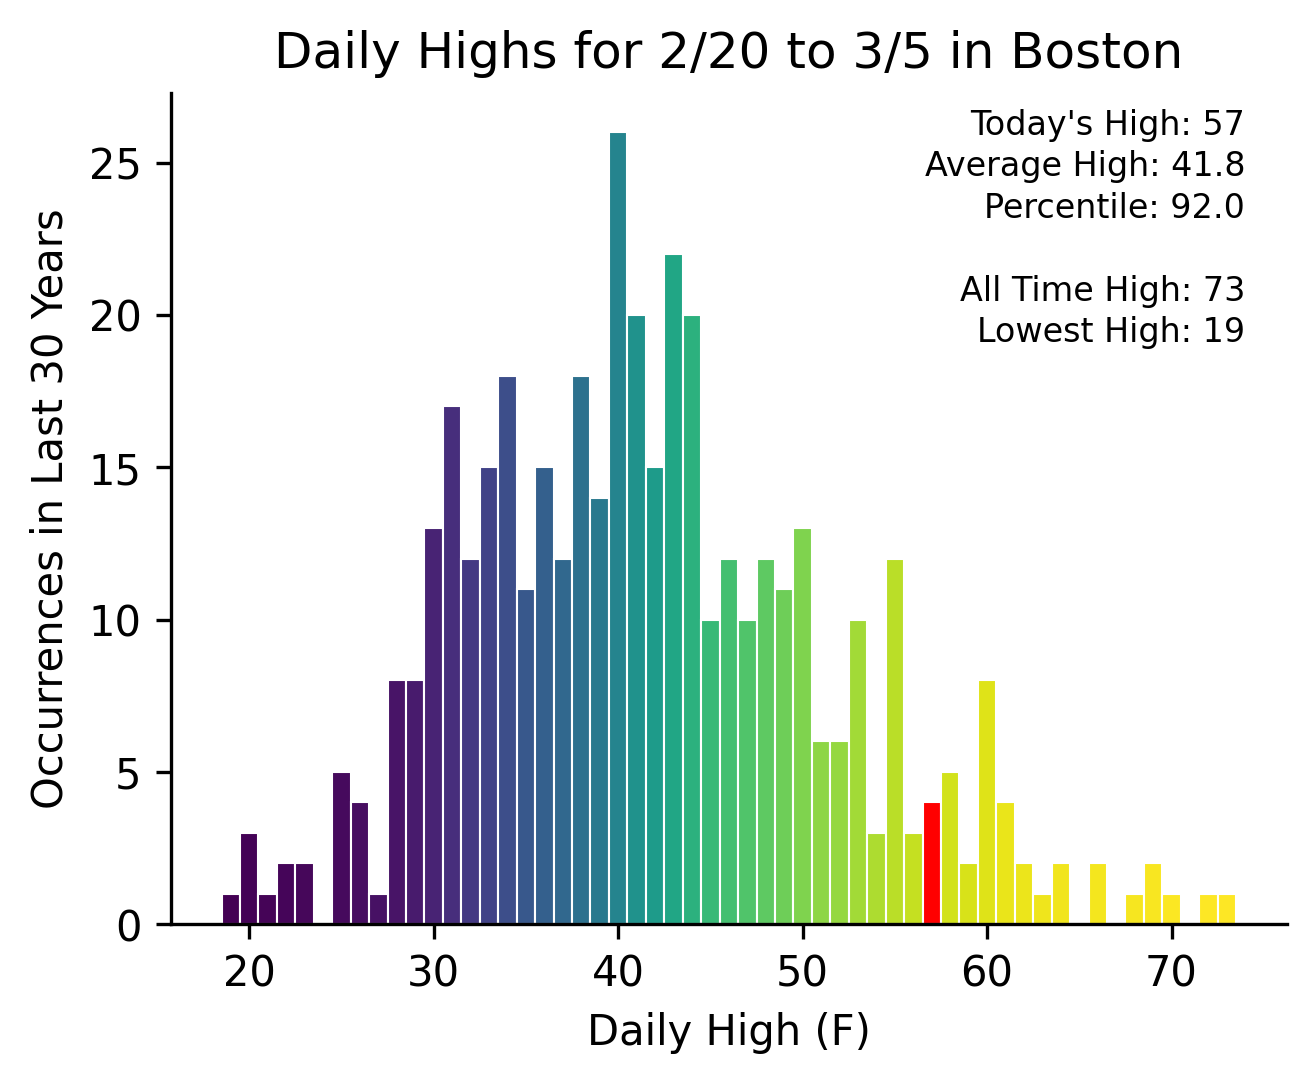 Daily Highs for 2/20 to 3/5 in Boston
Today's High: 57
Average High: 41.8
Percentile: 92.0
All Time High: 73
Lowest High: 19
Occurrences in Last 30 Years
25
20
15
10
5
0
20 30 40 50 60 70
Daily High (F)